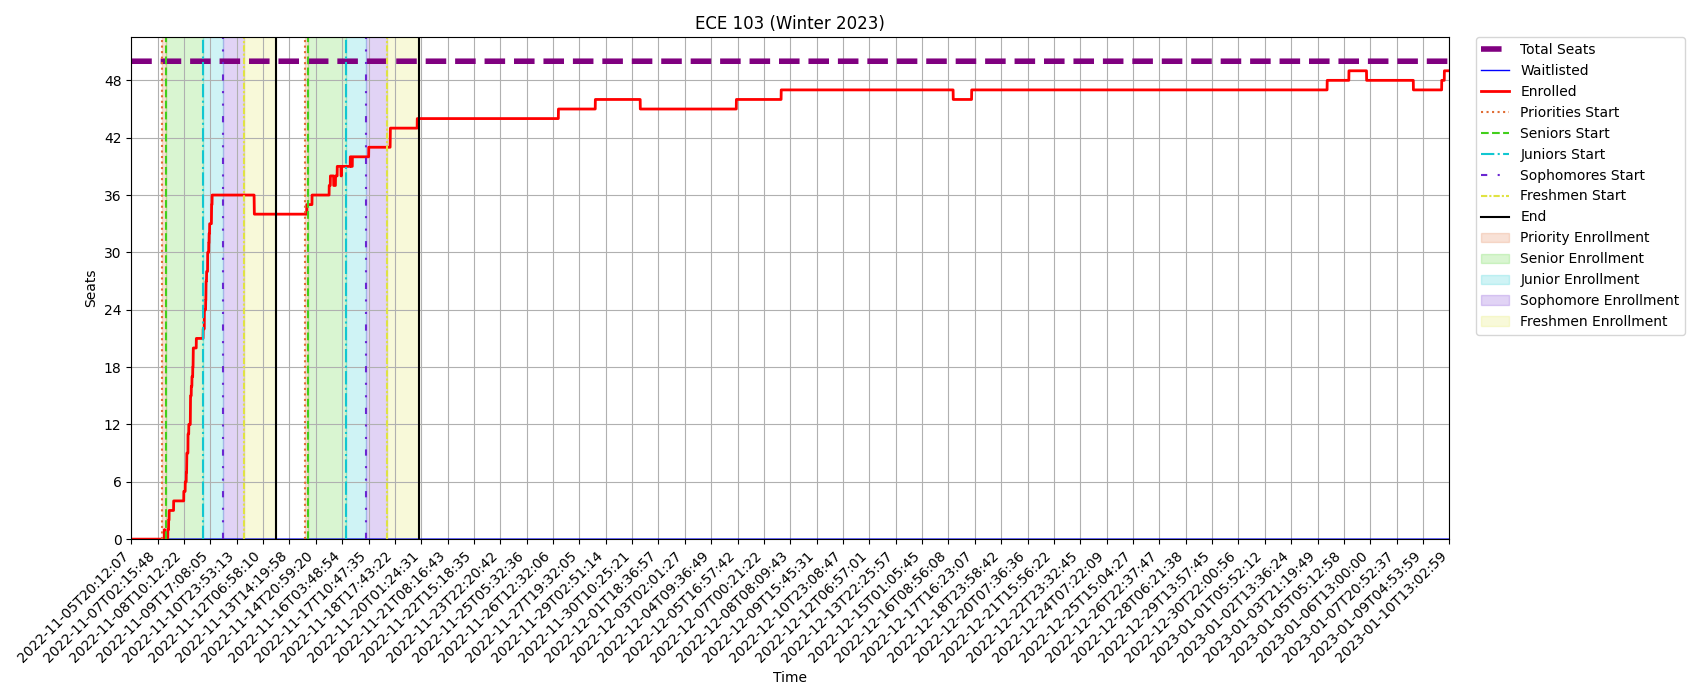 ECE 103 (Winter 2023)
Seats
48
42
36
30
24
18
12
6
0
2022-11-05T20:12:07
2022-11-07T02:15:48
2022-11-08T10:12:22
2022-11-09T17:08:05
2022-11-10T23:53:13
2022-11-12T06:58:10
2022-11-13T14:19:58
2022-11-14T20:59:20
2022-11-16T03:48:54
2022-11-17T10:47:35
2022-11-18T17:43:22
2022-11-20T01:24:31
2022-11-21T08:16:43
2022-11-22T15:18:35
2022-11-23T22:20:42
2022-11-25T05:32:36
2022-11-26T12:32:06
2022-11-27T19:32:05
2022-11-29T02:51:14
2022-11-30T10:25:21
2022-12-01T18:36:57
2022-12-03T02:01:27
2022-12-04T09:36:49
2022-12-05T16:57:42
2022-12-07T00:21:22
2022-12-08T08:09:43
2022-12-09T15:45:31
2022-12-10T23:08:47
2022-12-12T06:57:01
2022-12-13T22:25:57
2022-12-15T01:05:45
2022-12-16T08:56:08
2022-12-17T16:23:07
2022-12-18T23:58:42
2022-12-20T07:36:36
2022-12-21T15:56:22
2022-12-22T23:32:45
2022-12-24T07:22:09
2022-12-25T15:04:27
2022-12-26T22:37:47
2022-12-28T06:21:38
2022-12-29T13:57:45
2022-12-30T22:00:56
2023-01-01T05:52:12
2023-01-02T13:36:24
2023-01-03T21:19:49
2023-01-05T05:12:58
2023-01-06T13:00:00
2023-01-07T20:52:37
2023-01-09T04:53:59
2023-01-10T13:02:59
Time
Total Seats
Waitlisted
Enrolled
Priorities Start
Seniors Start
Juniors Start
Sophomores Start
Freshmen Start
End
Priority Enrollment
Senior Enrollment
Junior Enrollment
Sophomore Enrollment
Freshmen Enrollment